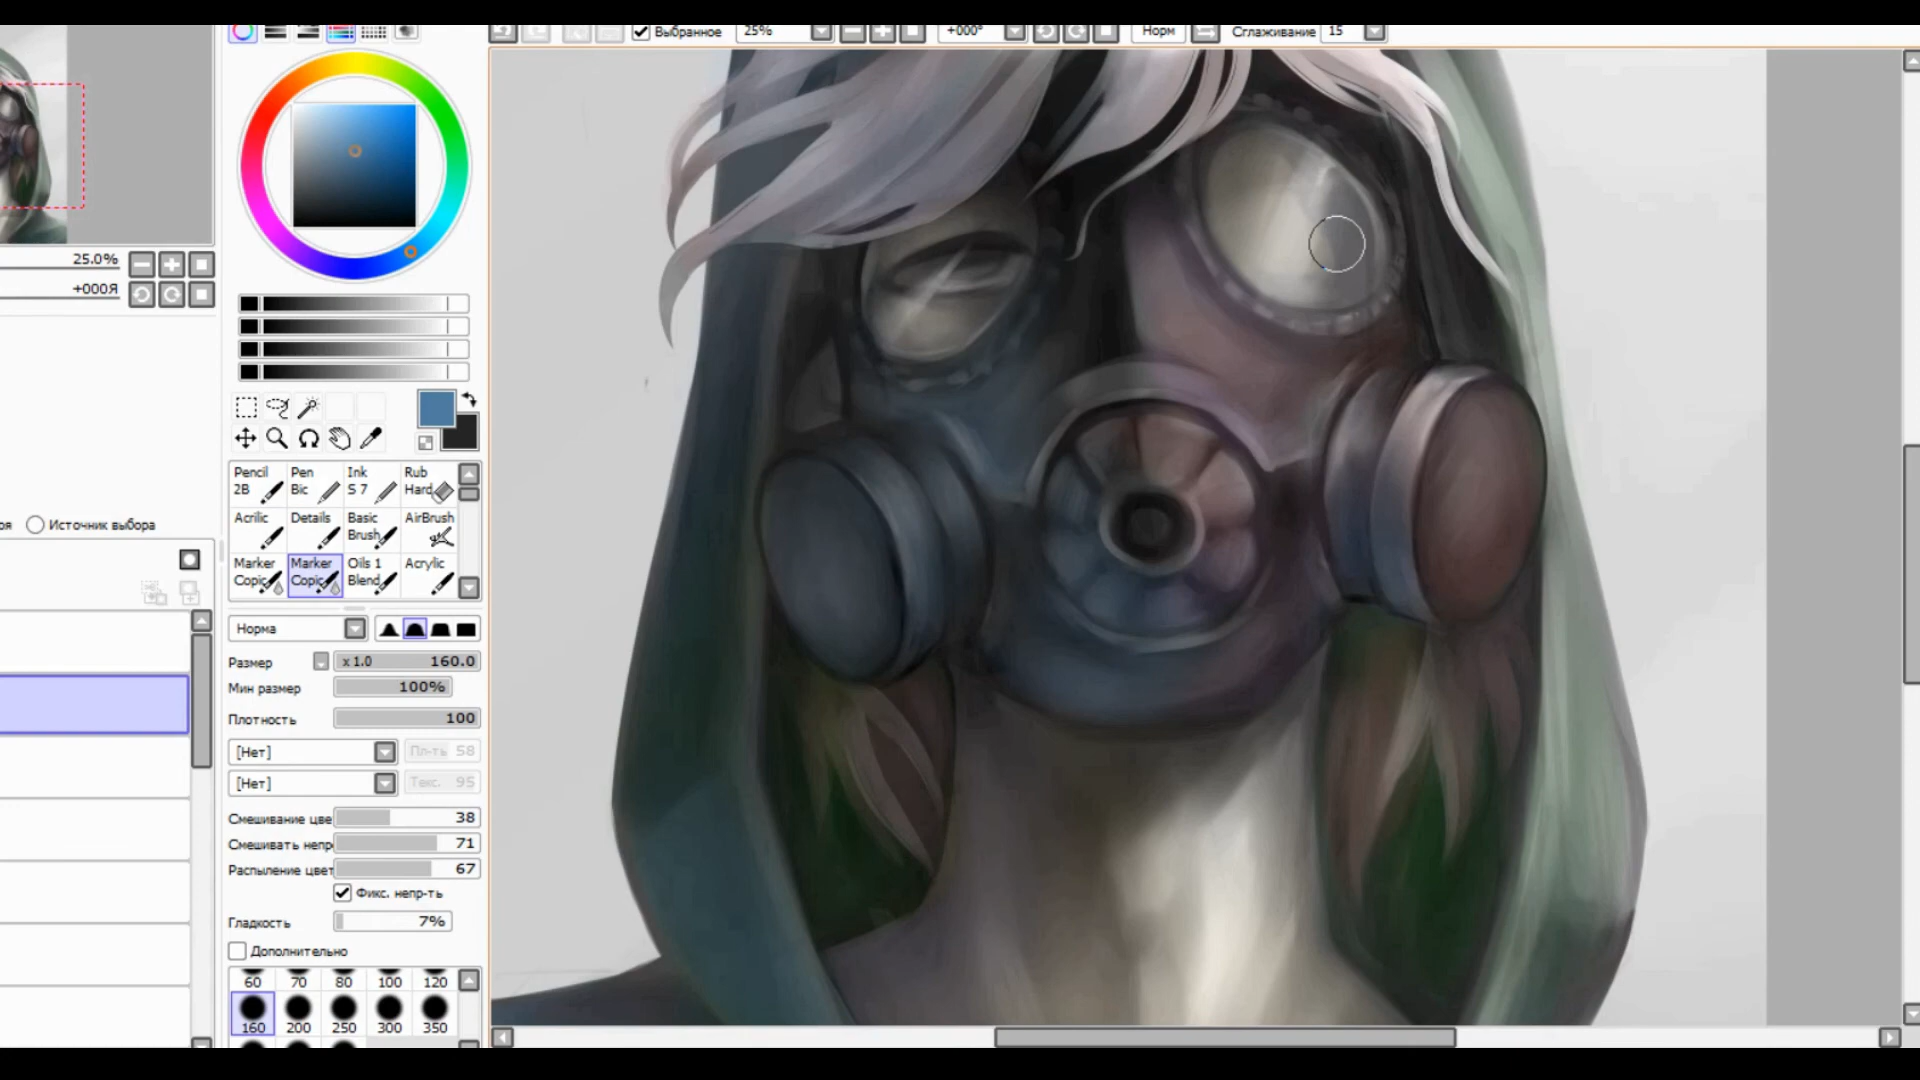 Выбранное 25% +000° Норм Сглаживание 15
25.0%
+000Я
Источник выбора
Pencil 2B
Pen Bic
Ink S 7
Rub Hard
Acrilic
Details
Basic Brush
AirBrush
Marker Copic
Marker Copic
Oils 1 Blend
Acrylic
Норма
Размер x 1.0 160.0
Мин размер 100%
Плотность 100
[Нет] Пл-ть 58
[Нет] Текс. 95
Смешивание цве 38
Смешивать непр 71
Распыление цвет 67
Фикс. непр-ть
Гладкость 7%
Дополнительно
60 70 80 100 120
160 200 250 300 350